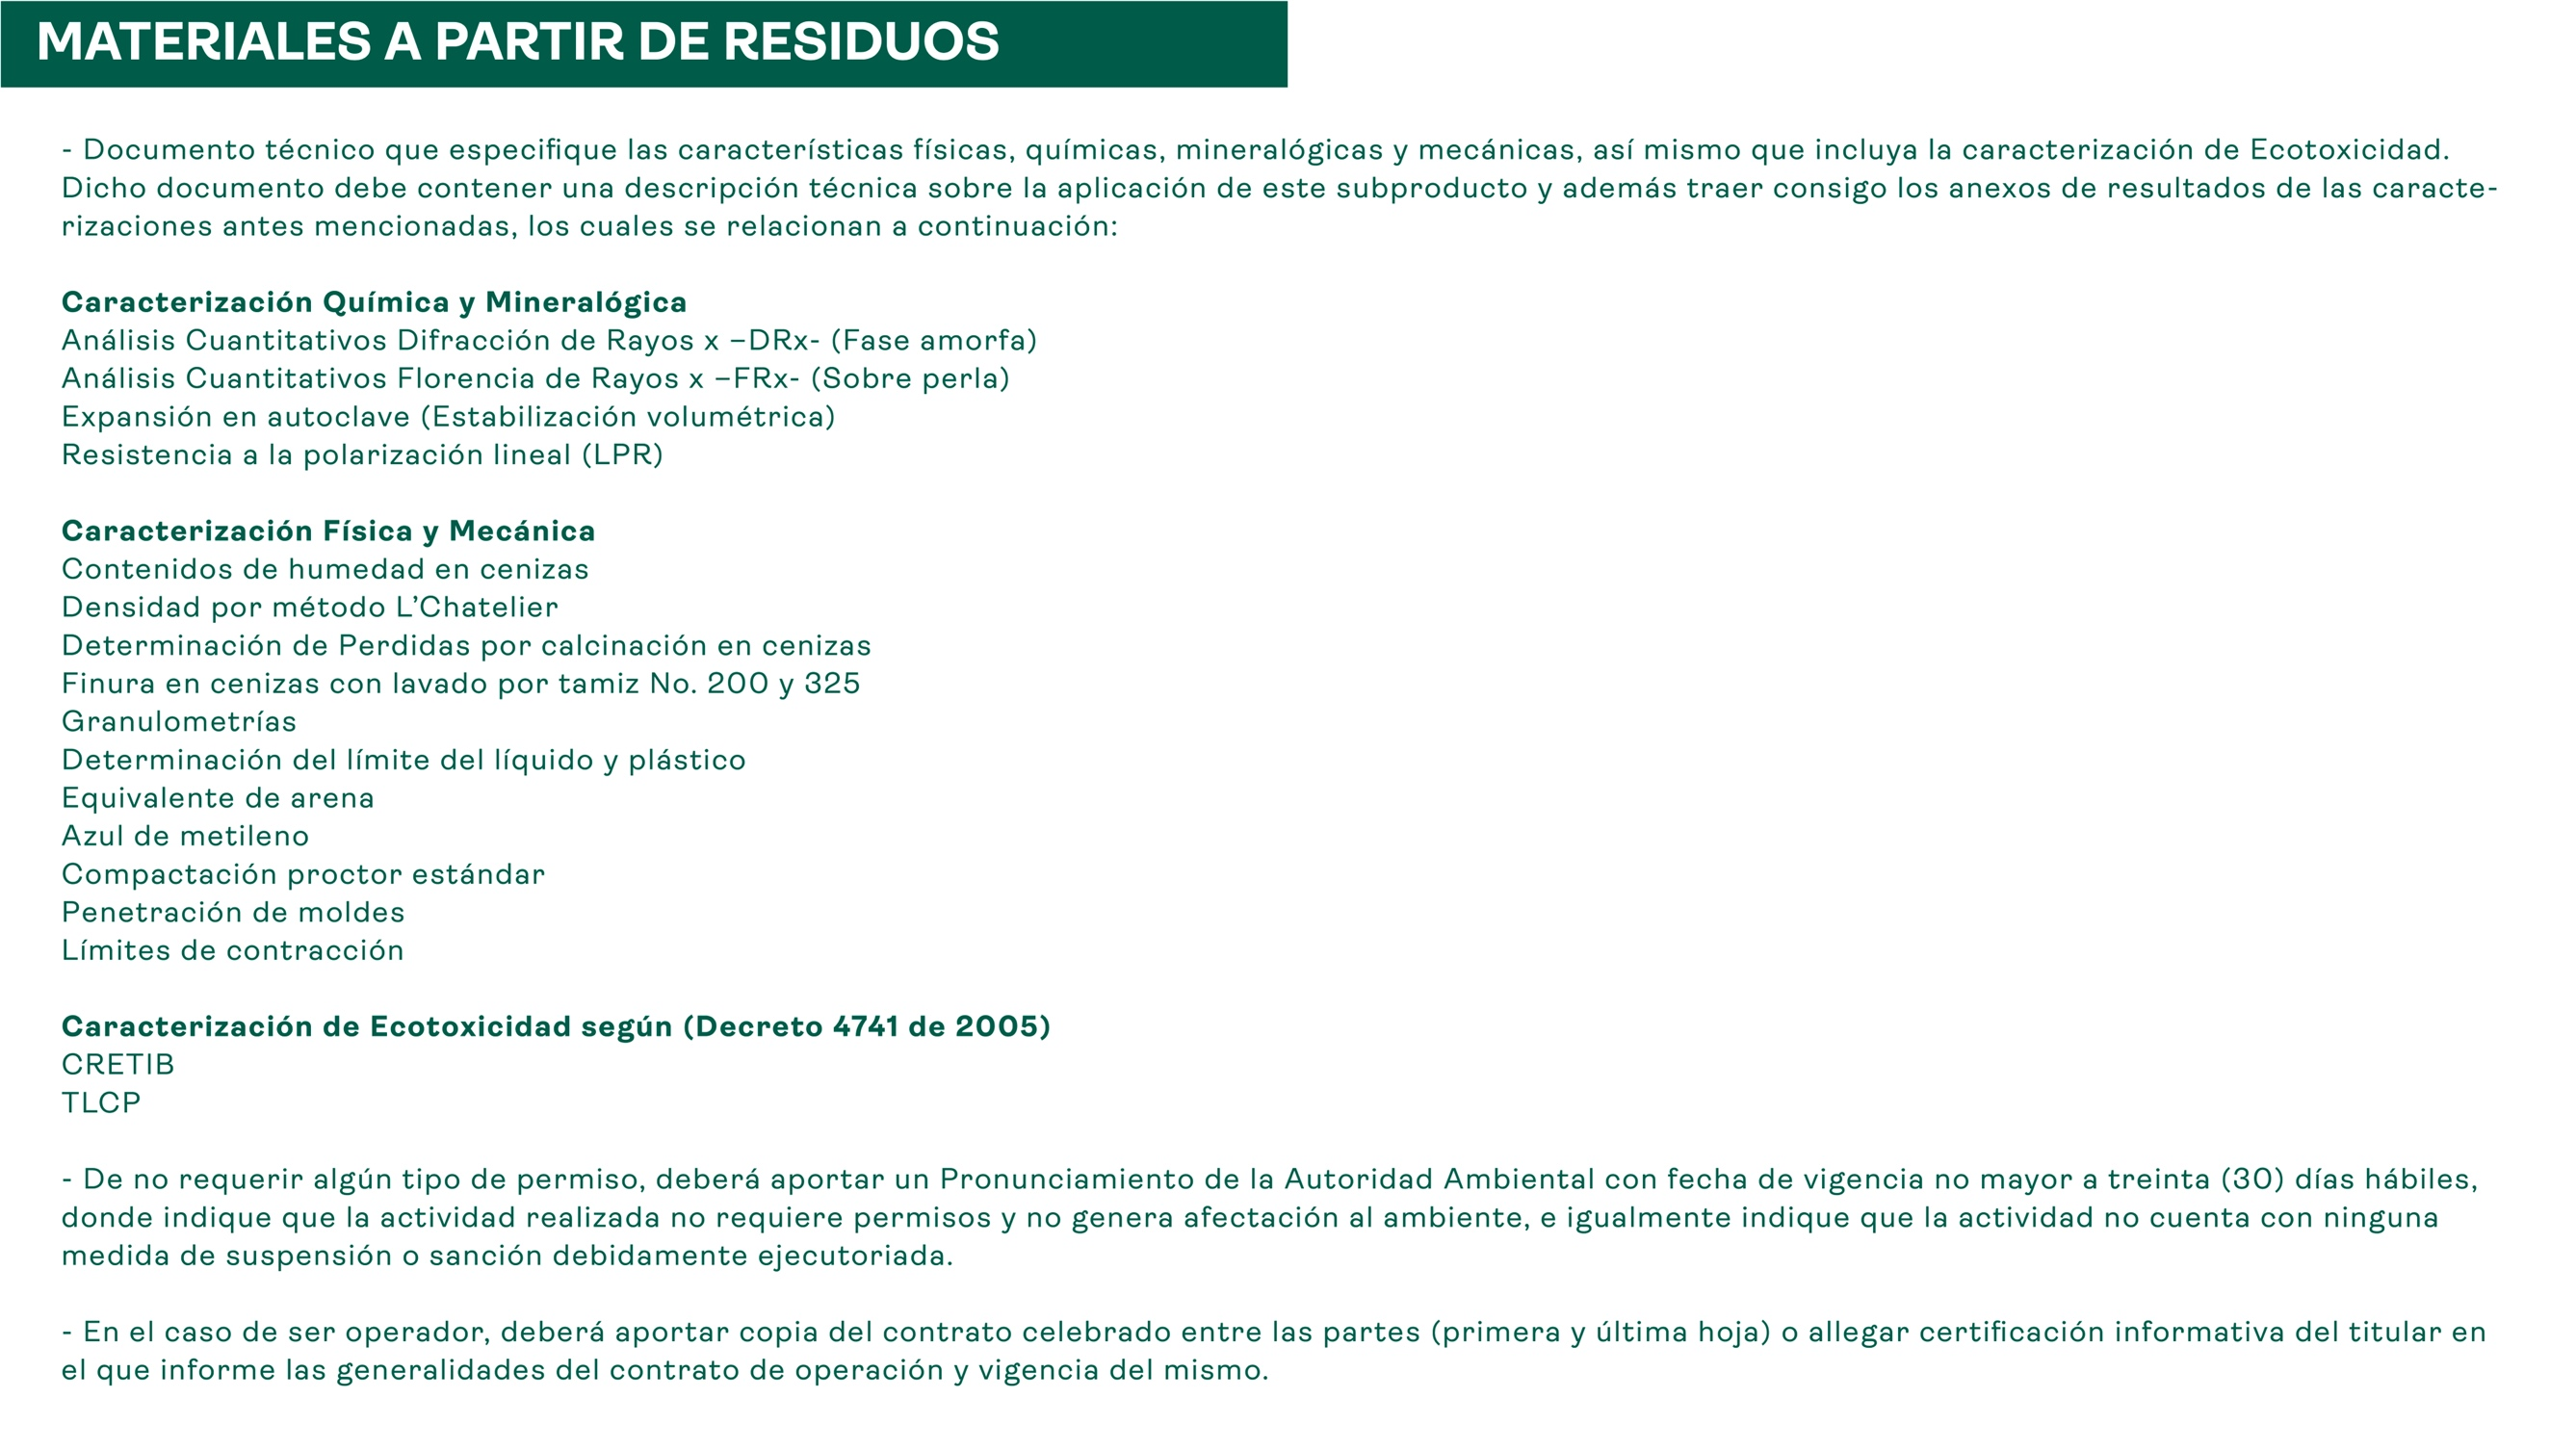 MATERIALES A PARTIR DE RESIDUOS
- Documento técnico que especifique las características físicas, químicas, mineralógicas y mecánicas, así mismo que incluya la caracterización de Ecotoxicidad.
Dicho documento debe contener una descripción técnica sobre la aplicación de este subproducto y además traer consigo los anexos de resultados de las caracte-
rizaciones antes mencionadas, los cuales se relacionan a continuación:
Caracterización Química y Mineralógica
Análisis Cuantitativos Difracción de Rayos x –DRx- (Fase amorfa)
Análisis Cuantitativos Florencia de Rayos x –FRx- (Sobre perla)
Expansión en autoclave (Estabilización volumétrica)
Resistencia a la polarización lineal (LPR)
Caracterización Física y Mecánica
Contenidos de humedad en cenizas
Densidad por método L’Chatelier
Determinación de Perdidas por calcinación en cenizas
Finura en cenizas con lavado por tamiz No. 200 y 325
Granulometrías
Determinación del límite del líquido y plástico
Equivalente de arena
Azul de metileno
Compactación proctor estándar
Penetración de moldes
Límites de contracción
Caracterización de Ecotoxicidad según (Decreto 4741 de 2005)
CRETIB
TLCP
- De no requerir algún tipo de permiso, deberá aportar un Pronunciamiento de la Autoridad Ambiental con fecha de vigencia no mayor a treinta (30) días hábiles,
donde indique que la actividad realizada no requiere permisos y no genera afectación al ambiente, e igualmente indique que la actividad no cuenta con ninguna
medida de suspensión o sanción debidamente ejecutoriada.
- En el caso de ser operador, deberá aportar copia del contrato celebrado entre las partes (primera y última hoja) o allegar certificación informativa del titular en
el que informe las generalidades del contrato de operación y vigencia del mismo.